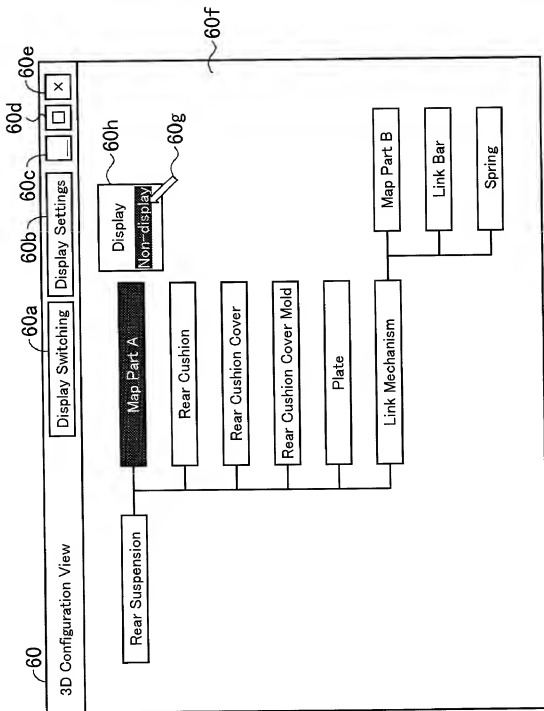 60
60a
60b
60c
60d
60e
3D Configuration View
Display Switching
Display Settings
×
60f
Rear Suspension
Map Part A
Display
Non-display
60h
60g
Rear Cushion
Rear Cushion Cover
Rear Cushion Cover Mold
Plate
Link Mechanism
Map Part B
Link Bar
Spring